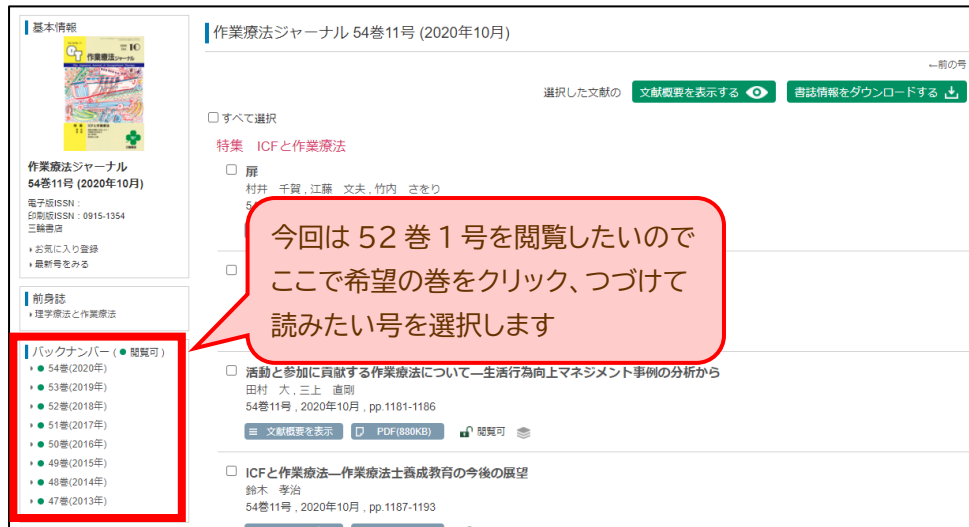 基本情報
作業療法ジャーナル
作業療法ジャーナル
54巻11号 (2020年10月)
電子版ISSN :
印刷版ISSN : 0915-1354
三輪書店
お気に入り登録
最新号をみる
前身誌
理学療法と作業療法
バックナンバー ( ● 閲覧可 )
54巻(2020年)
53巻(2019年)
52巻(2018年)
51巻(2017年)
50巻(2016年)
49巻(2015年)
48巻(2014年)
47巻(2013年)
作業療法ジャーナル 54巻11号 (2020年10月)
←前の号
選択した文献の 文献概要を表示する 書誌情報をダウンロードする
すべて選択
特集 ICFと作業療法
扉
村井 千賀 , 江藤 文夫 , 竹内 さをり
今回は 52 巻 1 号を閲覧したいので
ここで希望の巻をクリック、つづけて
読みたい号を選択します
活動と参加に貢献する作業療法について—生活行為向上マネジメント事例の分析から
田村 大 , 三上 直剛
54巻11号 , 2020年10月 , pp.1181-1186
文献概要を表示 PDF(880KB) 閲覧可
ICFと作業療法—作業療法士養成教育の今後の展望
鈴木 孝治
54巻11号 , 2020年10月 , pp.1187-1193